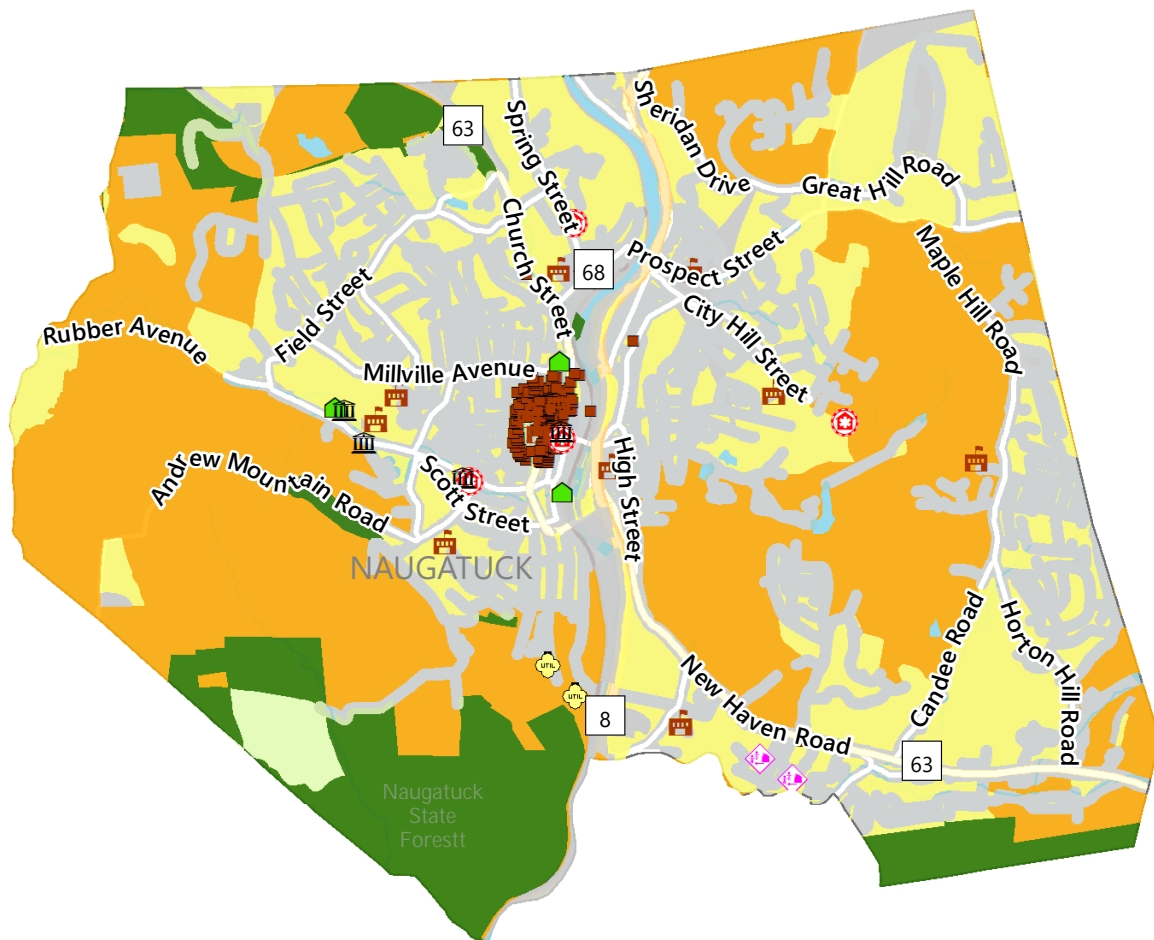 63
Spring Street
Sheridan Drive
Great Hill Road
Church Street
68
Prospect Street
Maple Hill Road
City Hill Street
Field Street
Rubber Avenue
Millville Avenue
High Street
Andrew Mountain Road
Scott Street
NAUGATUCK
Horton Hill Road
Candee Road
UTIL
UTIL
New Haven Road
8
63
Naugatuck
State
Forestt